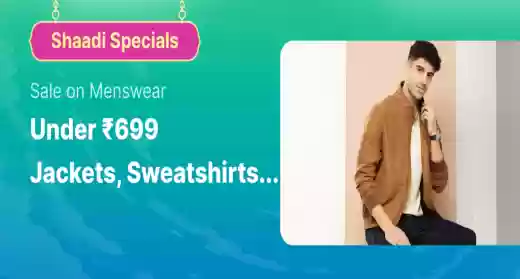 Shaadi Specials
Sale on Menswear
Under ₹699
Jackets, Sweatshirts...